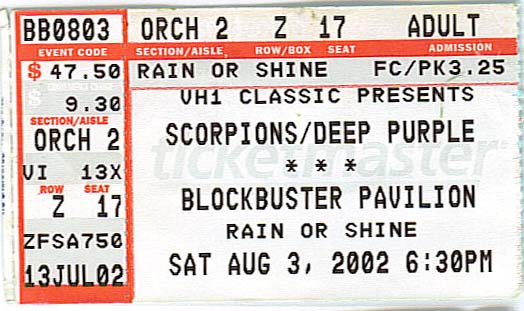 BB0803 ORCH 2 Z 17 ADULT
EVENT CODE SECTION/AISLE ROW/BOX SEAT ADMISSION
$ 47.50 RAIN OR SHINE FC/PK3.25
9.30 VH1 CLASSIC PRESENTS
SECTION/AISLE
ORCH 2 SCORPIONS/DEEP PURPLE
ticketmaster
VI 13X * * *
ROW SEAT
Z 17 BLOCKBUSTER PAVILION
ZFSA750 RAIN OR SHINE
13JUL02 SAT AUG 3, 2002 6:30PM